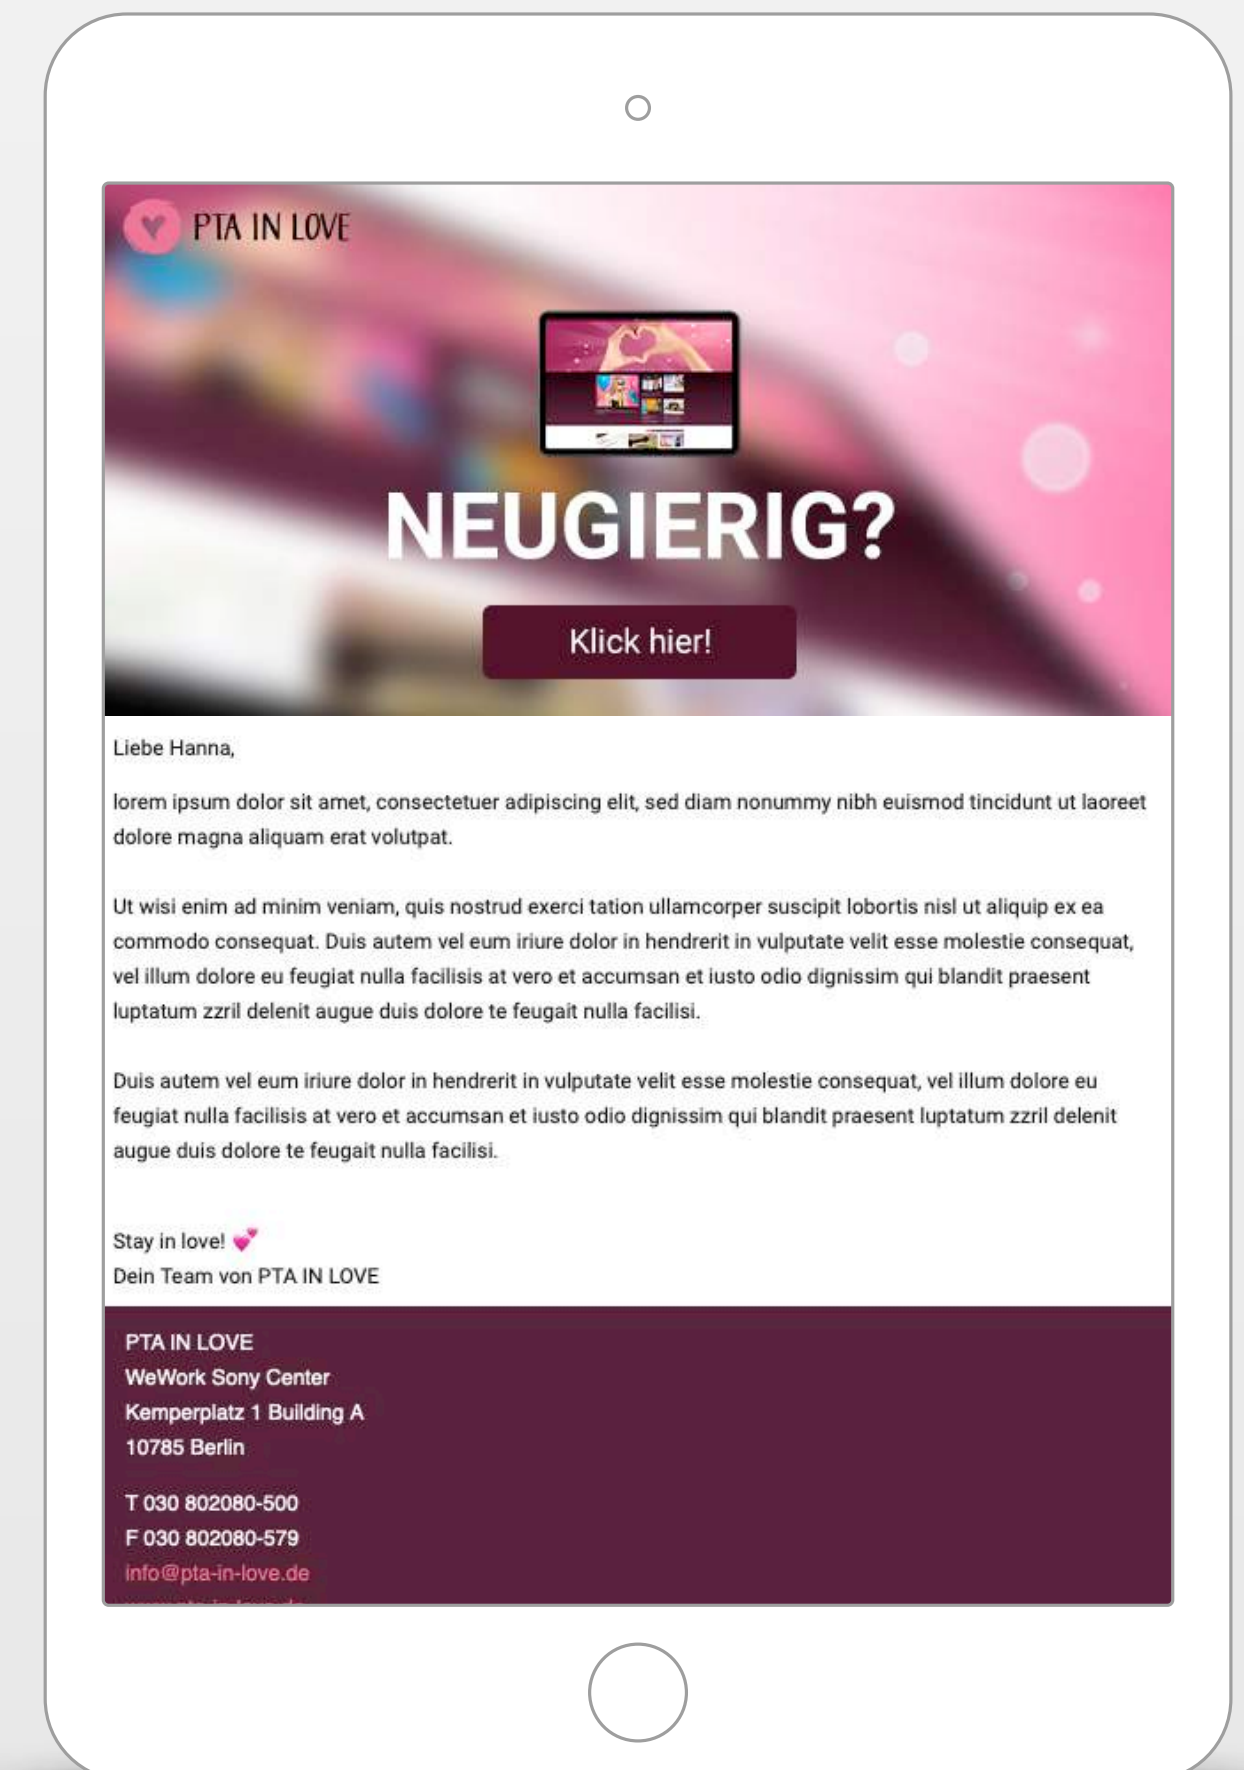 PTA IN LOVE
NEUGIERIG?
Klick hier!
Liebe Hanna,
lorem ipsum dolor sit amet, consectetuer adipiscing elit, sed diam nonummy nibh euismod tincidunt ut laoreet
dolore magna aliquam erat volutpat.
Ut wisi enim ad minim veniam, quis nostrud exerci tation ullamcorper suscipit lobortis nisl ut aliquip ex ea
commodo consequat. Duis autem vel eum iriure dolor in hendrerit in vulputate velit esse molestie consequat,
vel illum dolore eu feugiat nulla facilisis at vero et accumsan et iusto odio dignissim qui blandit praesent
luptatum zzril delenit augue duis dolore te feugait nulla facilisi.
Duis autem vel eum iriure dolor in hendrerit in vulputate velit esse molestie consequat, vel illum dolore eu
feugiat nulla facilisis at vero et accumsan et iusto odio dignissim qui blandit praesent luptatum zzril delenit
augue duis dolore te feugait nulla facilisi.
Stay in love! 💕
Dein Team von PTA IN LOVE
PTA IN LOVE
WeWork Sony Center
Kemperplatz 1 Building A
10785 Berlin
T 030 802080-500
F 030 802080-579
info@pta-in-love.de